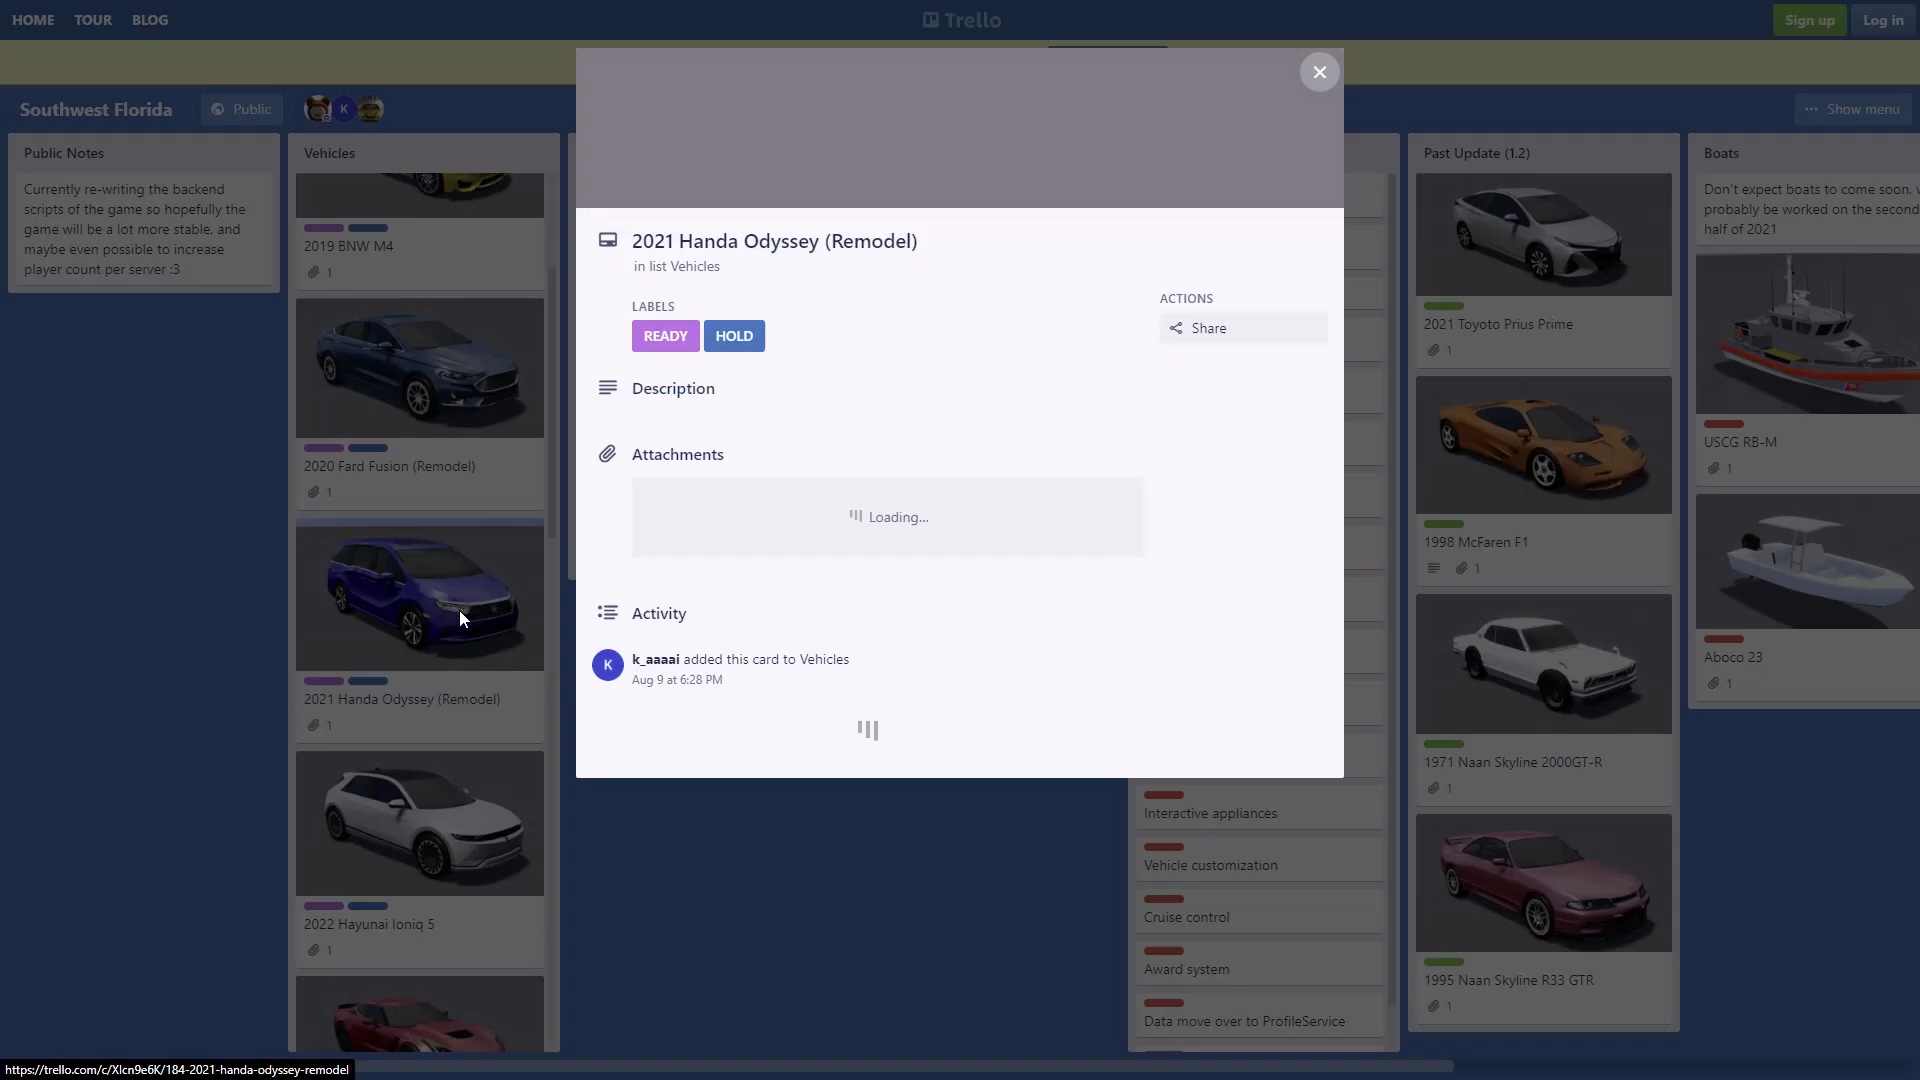 HOME TOUR BLOG
Trello
Sign up Log in
Southwest Florida
Public
K
Show menu
Public Notes
Currently re-writing the backend
scripts of the game so hopefully the
game will be a lot more stable, and
maybe even possible to increase
player count per server :3
Vehicles
2019 BNW M4
1
2020 Fard Fusion (Remodel)
1
2021 Handa Odyssey (Remodel)
1
2022 Hayunai Ioniq 5
1
2021 Handa Odyssey (Remodel)
in list Vehicles
LABELS
READY HOLD
ACTIONS
Share
Description
Attachments
Loading...
Activity
K
k_aaaai added this card to Vehicles
Aug 9 at 6:28 PM
Interactive appliances
Vehicle customization
Cruise control
Award system
Data move over to ProfileService
Past Update (1.2)
2021 Toyoto Prius Prime
1
1998 McFaren F1
1
1971 Naan Skyline 2000GT-R
1
1995 Naan Skyline R33 GTR
1
Boats
Don't expect boats to come soon.
probably be worked on the second
half of 2021
USCG RB-M
1
Aboco 23
1
https://trello.com/c/Xlcn9e6K/184-2021-handa-odyssey-remodel